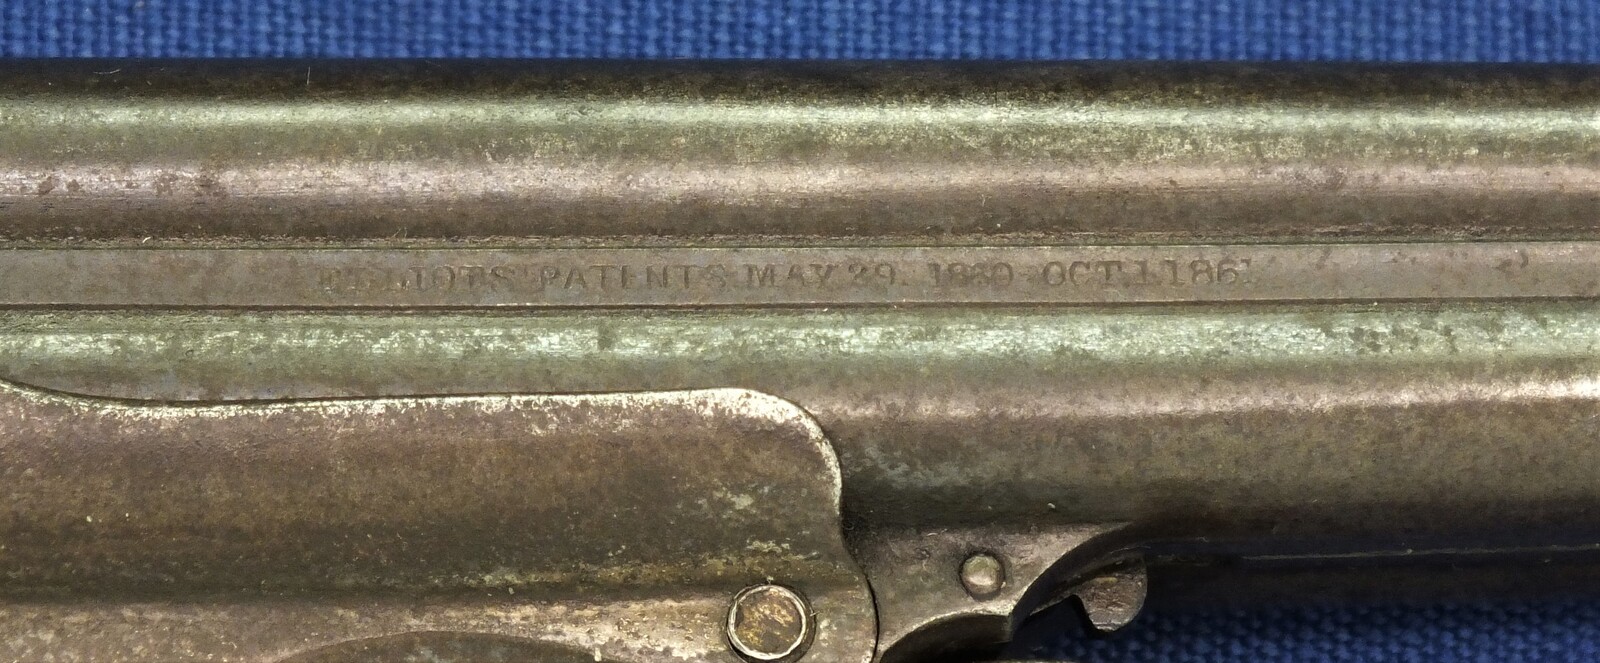 ELLIOTS' PATENTS MAY 29. 1860-OCT.1 1861